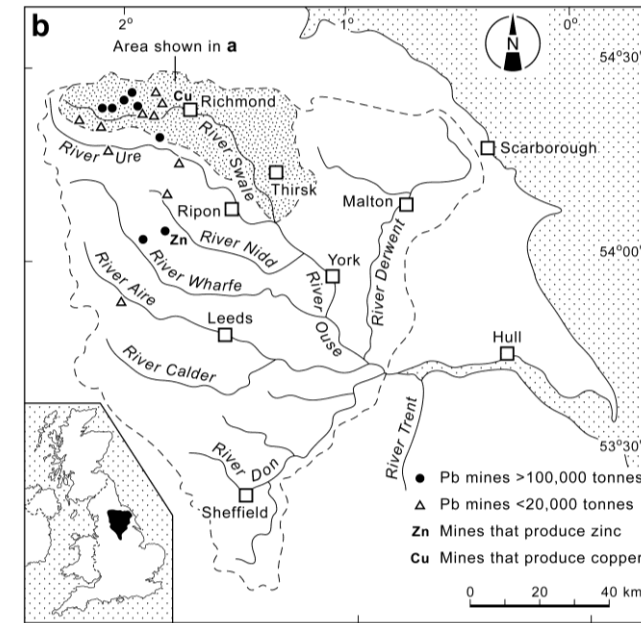 b
2°
1°
0°
N
54°30'
Area shown in a
Cu
Richmond
River Swale
River Ure
Scarborough
Thirsk
Malton
Ripon
54°00'
Zn
River Nidd
York
River Derwent
River Wharfe
River Aire
River Ouse
Leeds
Hull
River Calder
River Trent
53°30'
River Don
Sheffield
Pb mines >100,000 tonnes
Pb mines <20,000 tonnes
Zn Mines that produce zinc
Cu Mines that produce copper
0 20 40 km